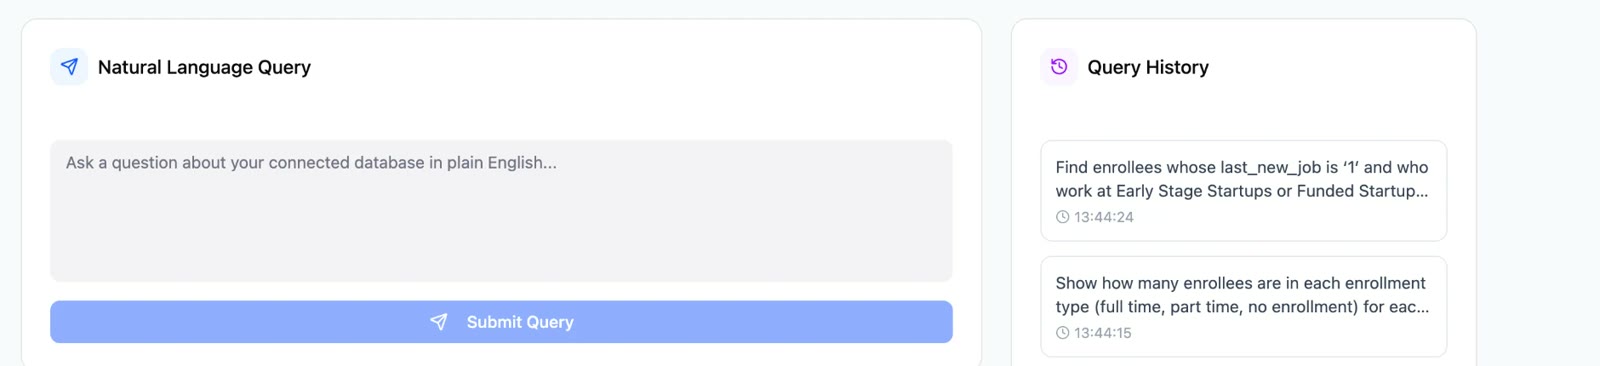 Natural Language Query
Ask a question about your connected database in plain English...
Submit Query
Query History
Find enrollees whose last_new_job is ‘1’ and who
work at Early Stage Startups or Funded Startup...
13:44:24
Show how many enrollees are in each enrollment
type (full time, part time, no enrollment) for eac...
13:44:15